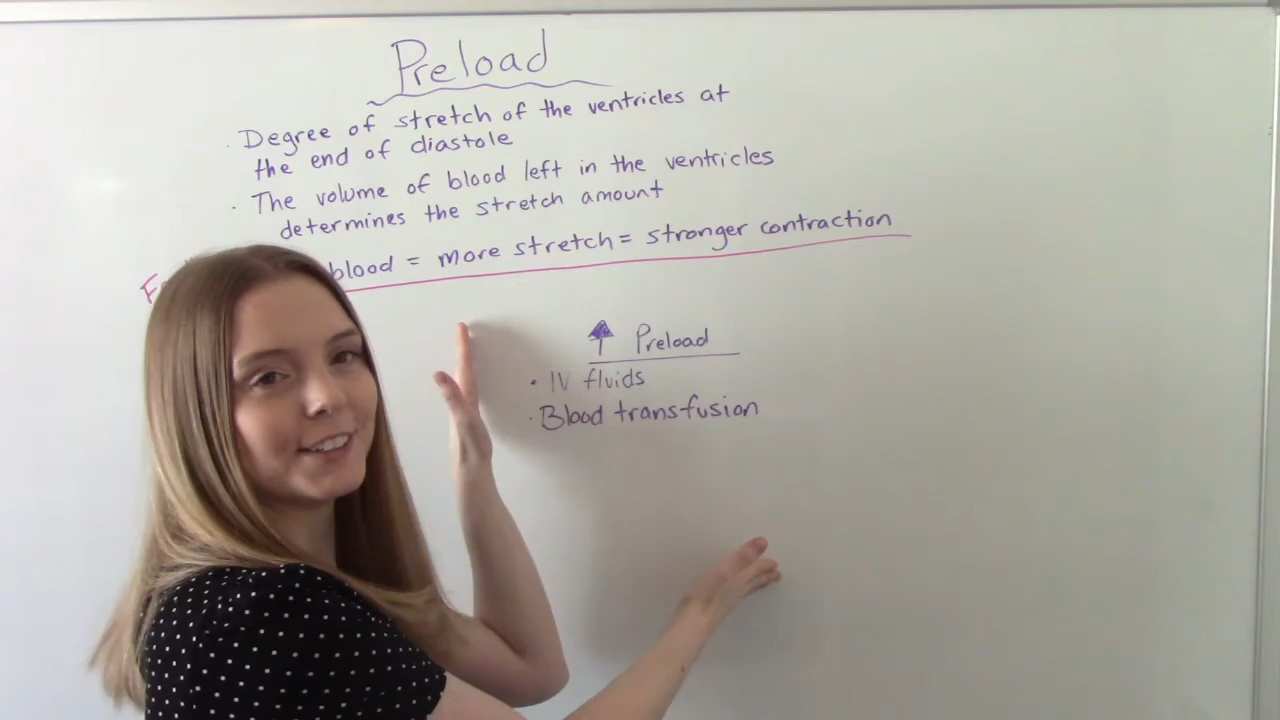 Preload
· Degree of stretch of the ventricles at
the end of diastole
· The volume of blood left in the ventricles
determines the stretch amount
blood = more stretch = stronger contraction
↑ Preload
· IV fluids
· Blood transfusion